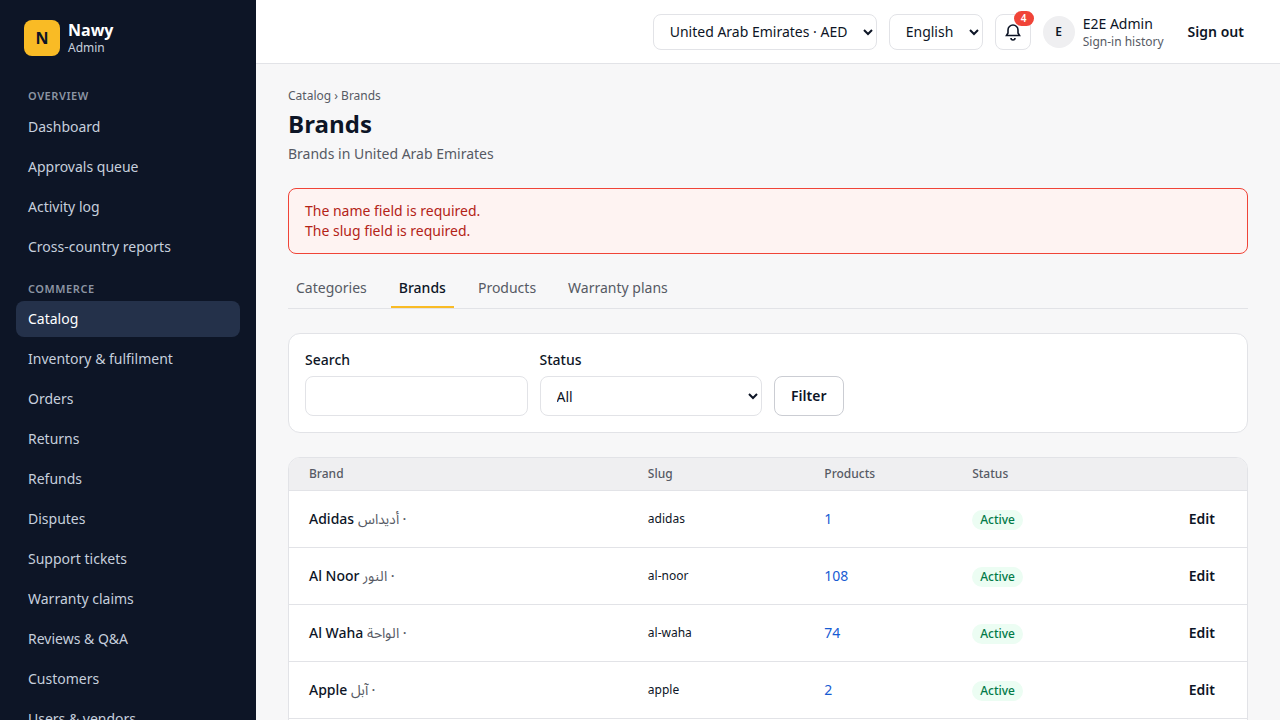 N
Nawy
Admin
United Arab Emirates · AED
English
4
E
E2E Admin
Sign-in history
Sign out
OVERVIEW
Dashboard
Approvals queue
Activity log
Cross-country reports
COMMERCE
Catalog
Inventory & fulfilment
Orders
Returns
Refunds
Disputes
Support tickets
Warranty claims
Reviews & Q&A
Customers
Users & vendors
Catalog › Brands
Brands
Brands in United Arab Emirates
The name field is required.
The slug field is required.
Categories Brands Products Warranty plans
Search Status
All Filter
Brand Slug Products Status
Adidas · أديداس adidas 1 Active Edit
Al Noor · النور al-noor 108 Active Edit
Al Waha · الواحة al-waha 74 Active Edit
Apple · آبل apple 2 Active Edit